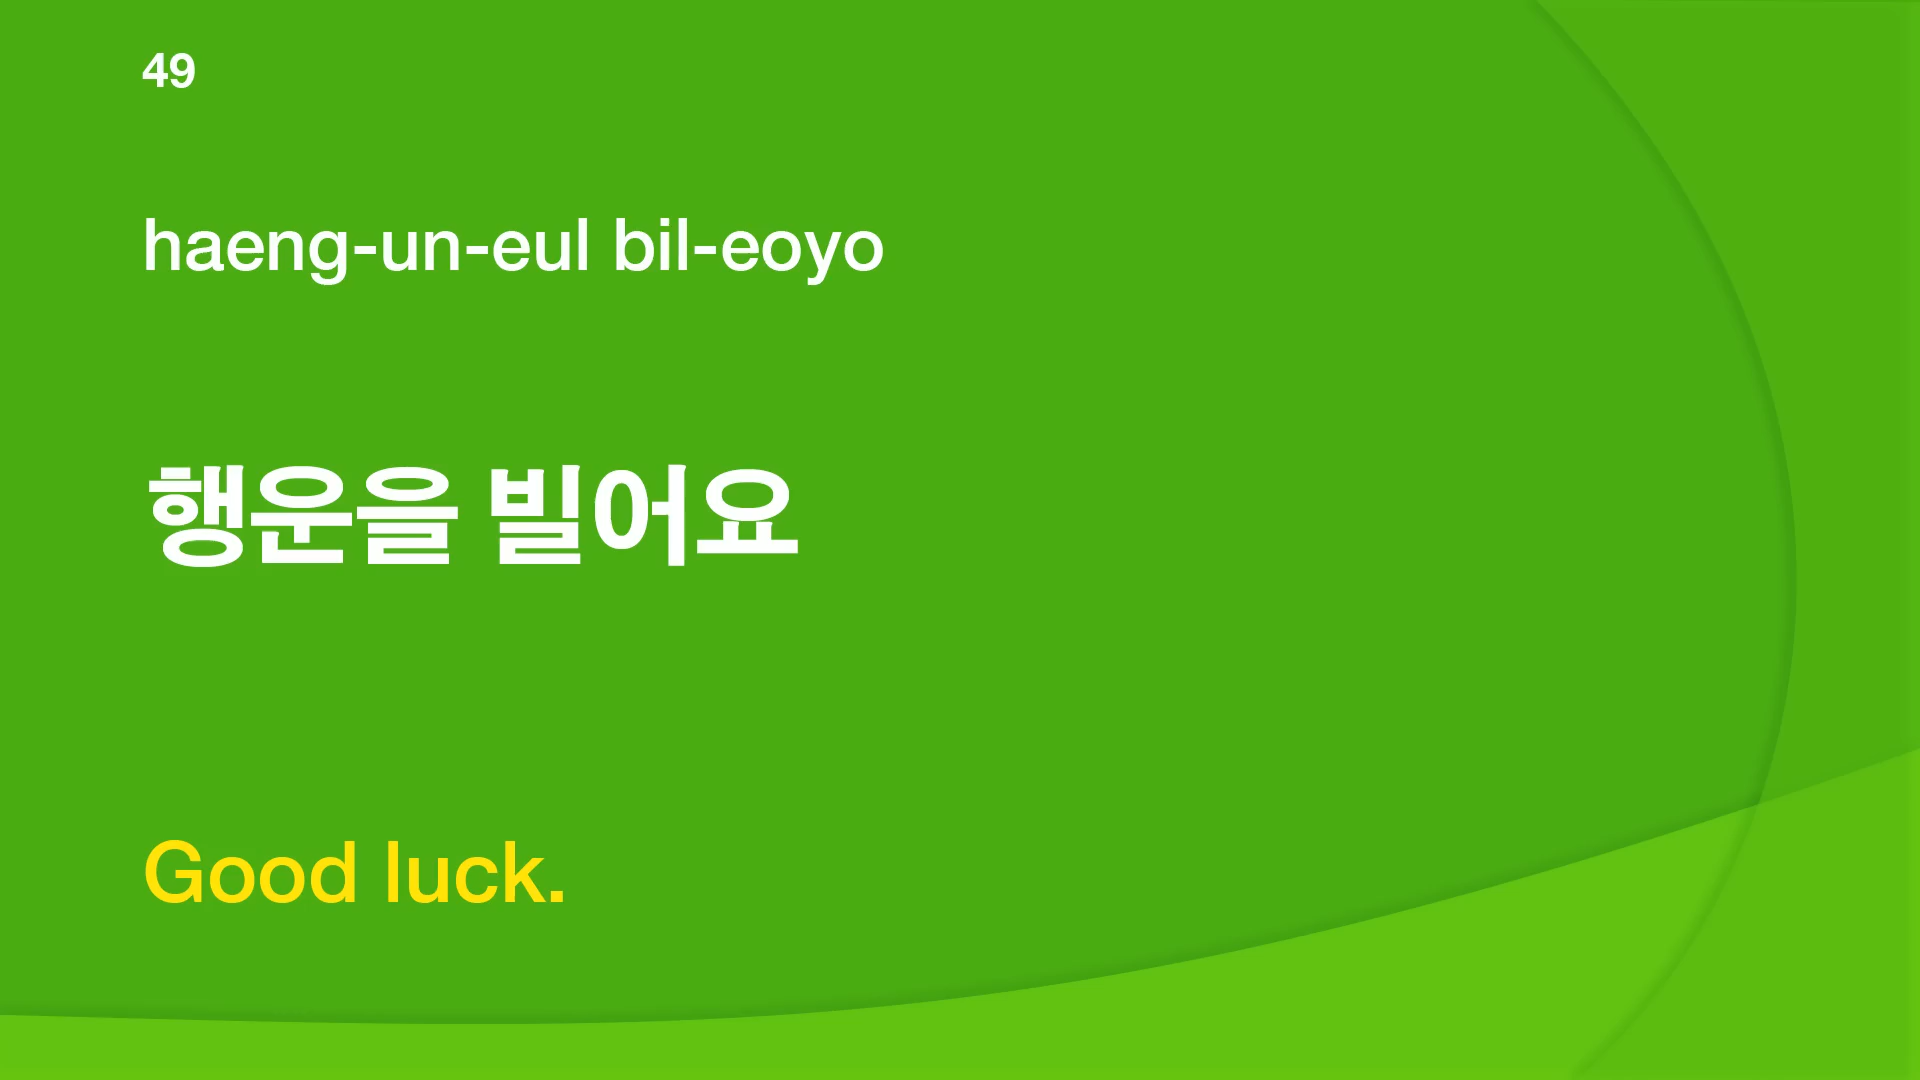 49
haeng-un-eul bil-eoyo
행운을 빌어요
Good luck.